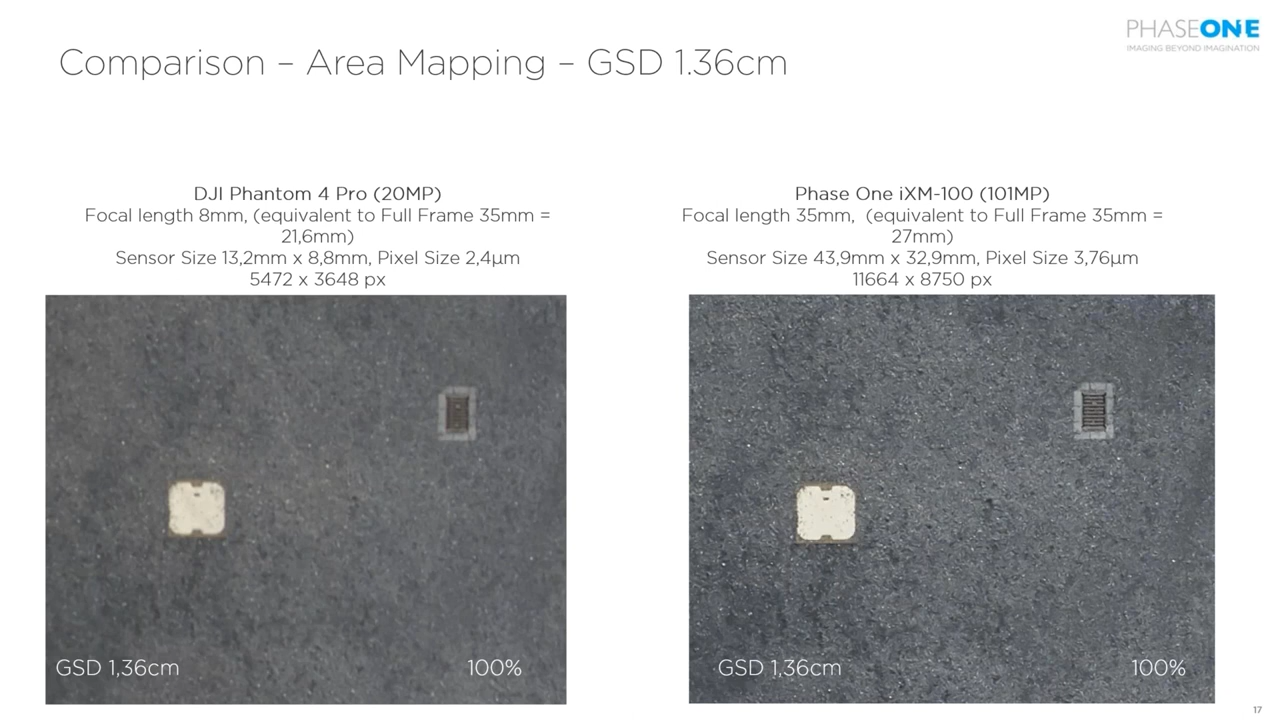 PHASEONE
IMAGING BEYOND IMAGINATION
Comparison – Area Mapping – GSD 1.36cm
DJI Phantom 4 Pro (20MP)
Focal length 8mm, (equivalent to Full Frame 35mm =
21,6mm)
Sensor Size 13,2mm x 8,8mm, Pixel Size 2,4µm
5472 x 3648 px
GSD 1,36cm
100%
Phase One iXM-100 (101MP)
Focal length 35mm,  (equivalent to Full Frame 35mm =
27mm)
Sensor Size 43,9mm x 32,9mm, Pixel Size 3,76µm
11664 x 8750 px
GSD 1,36cm
100%
17